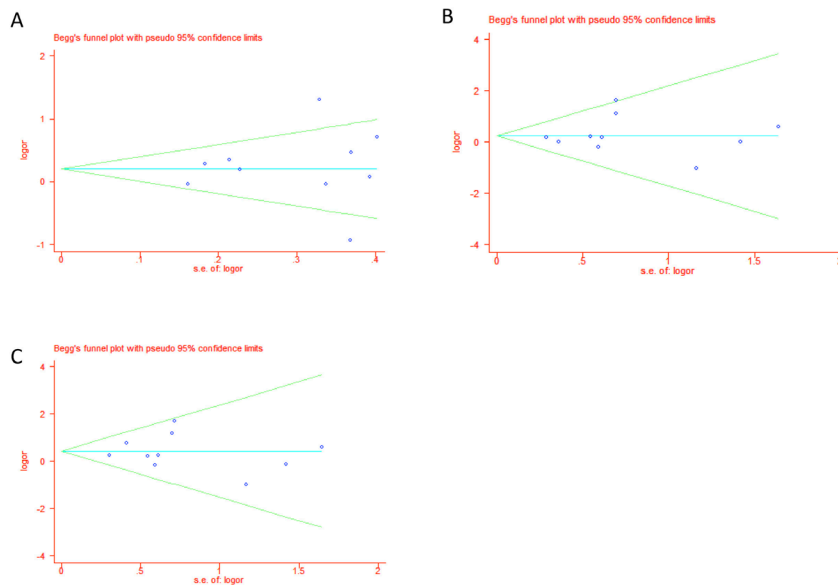 A
Begg's funnel plot with pseudo 95% confidence limits
logor
2
1
0
-1
0 .1 .2 .3 .4
s.e. of: logor
B
Begg's funnel plot with pseudo 95% confidence limits
logor
4
2
0
-2
-4
0 .5 1 1.5
s.e. of: logor
C
Begg's funnel plot with pseudo 95% confidence limits
logor
4
2
0
-2
-4
0 .5 1 1.5 2
s.e. of: logor